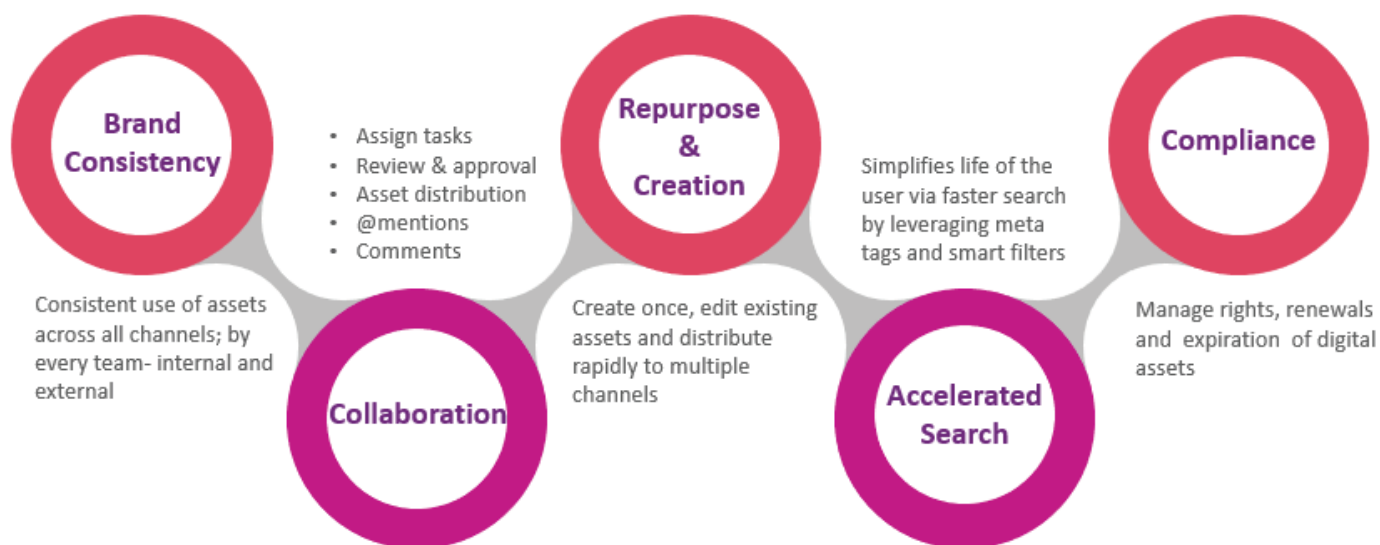 Brand
Consistency
Consistent use of assets
across all channels; by
every team- internal and
external
• Assign tasks
• Review & approval
• Asset distribution
• @mentions
• Comments
Collaboration
Repurpose
&
Creation
Create once, edit existing
assets and distribute
rapidly to multiple
channels
Simplifies life of the
user via faster search
by leveraging meta
tags and smart filters
Accelerated
Search
Compliance
Manage rights, renewals
and expiration of digital
assets